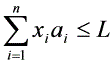 ∑_{i=1}^{n} x_i a_i ≤ L